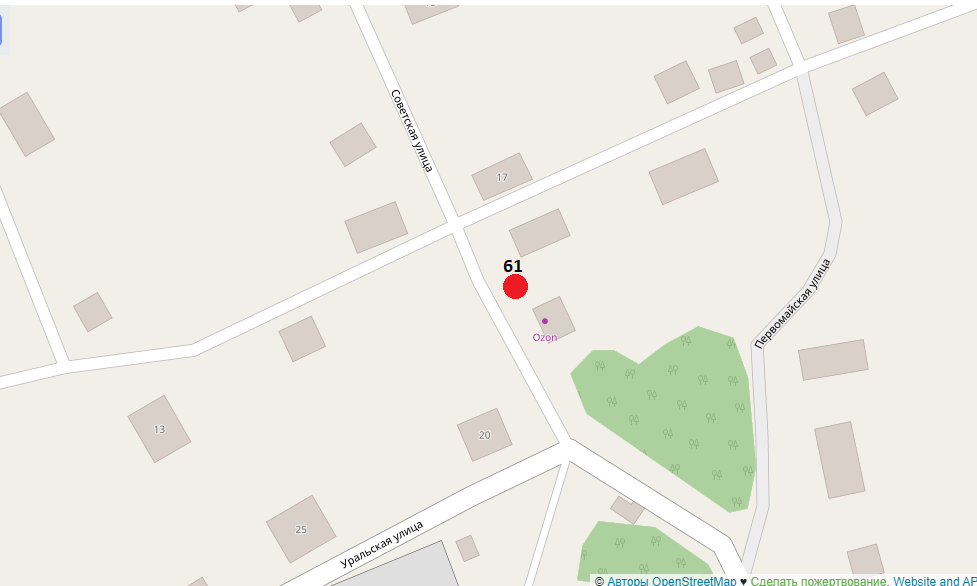 Советская улица
17
61
Первомайская улица
Ozon
13
20
25
Уральская улица
© Авторы OpenStreetMap ♥ Сделать пожертвование. Website and AP